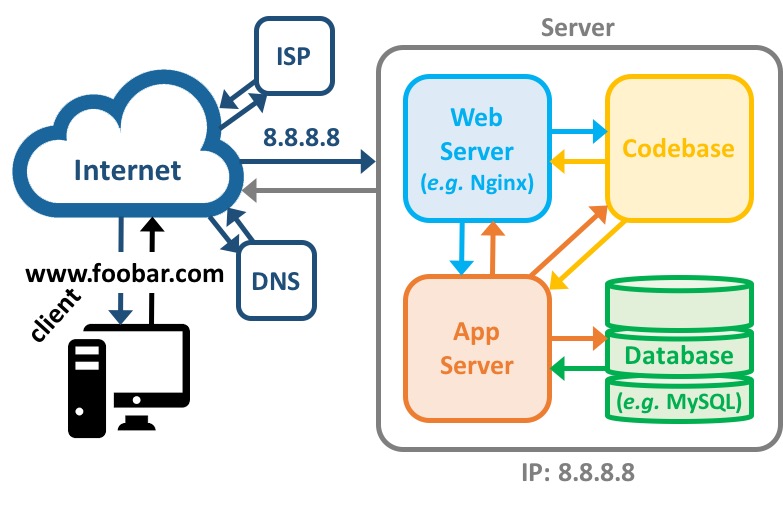 Server
ISP
8.8.8.8
Internet
Web
Server
(e.g. Nginx)
Codebase
www.foobar.com
DNS
client
App
Server
Database
(e.g. MySQL)
IP: 8.8.8.8